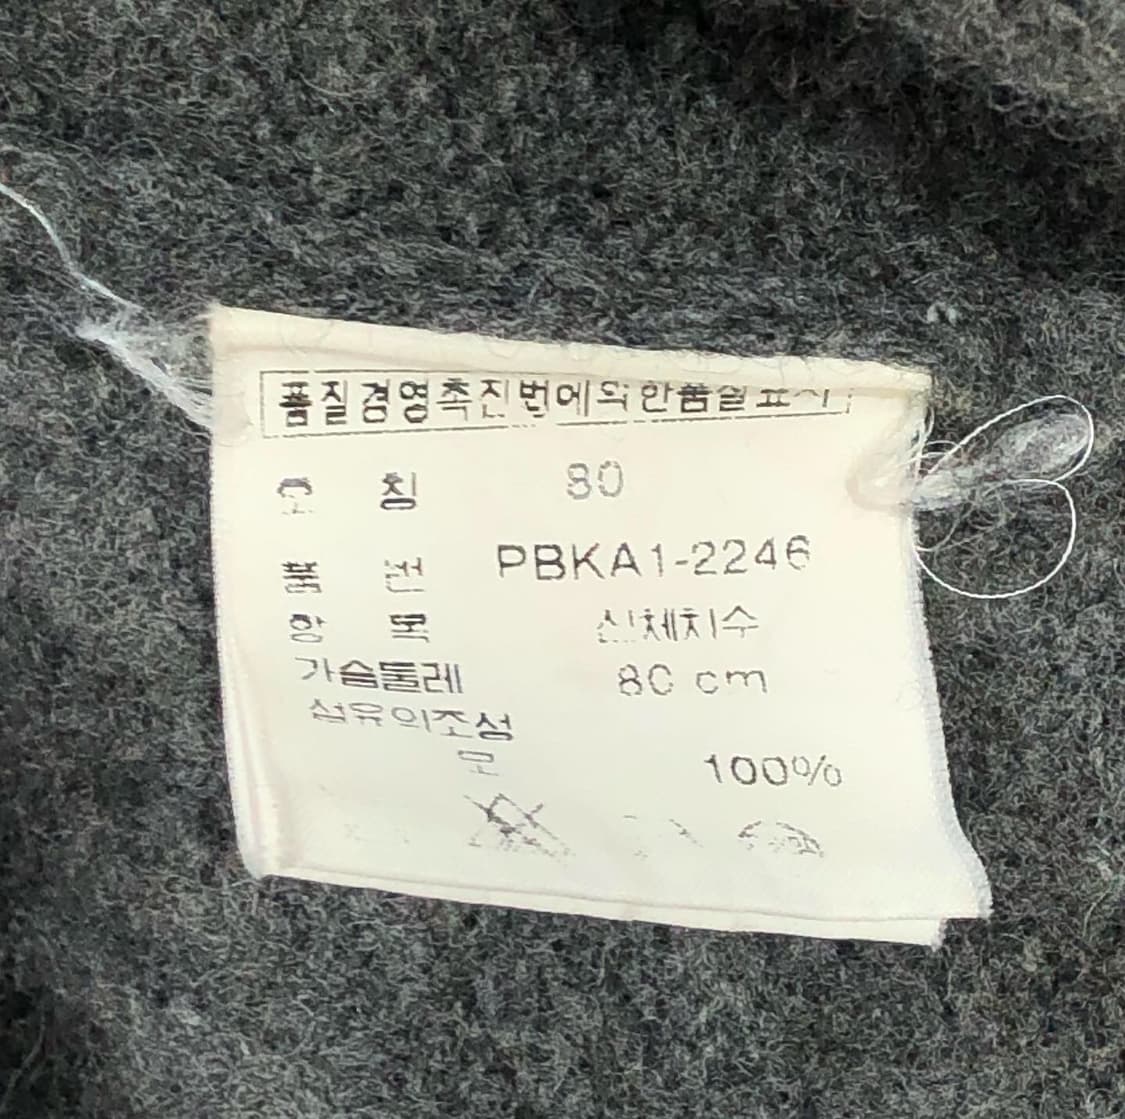 품질경영촉진법에의한품질표시
호 칭 80
품 번 PBKA1-2246
항 목 신체치수
가슴둘레 80 cm
섬유의조성
모 100%